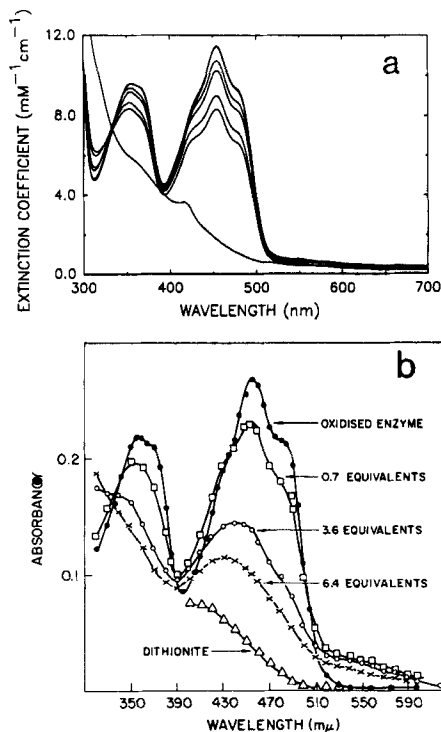 a
EXTINCTION COEFFICIENT (mM⁻¹cm⁻¹)
12.0
8.0
4.0
0.0
300
400
500
600
700
WAVELENGTH (nm)
b
ABSORBANCY
0.2
0.1
OXIDISED ENZYME
0.7 EQUIVALENTS
3.6 EQUIVALENTS
6.4 EQUIVALENTS
DITHIONITE
350
390
430
470
510
550
590
WAVELENGTH (mμ)